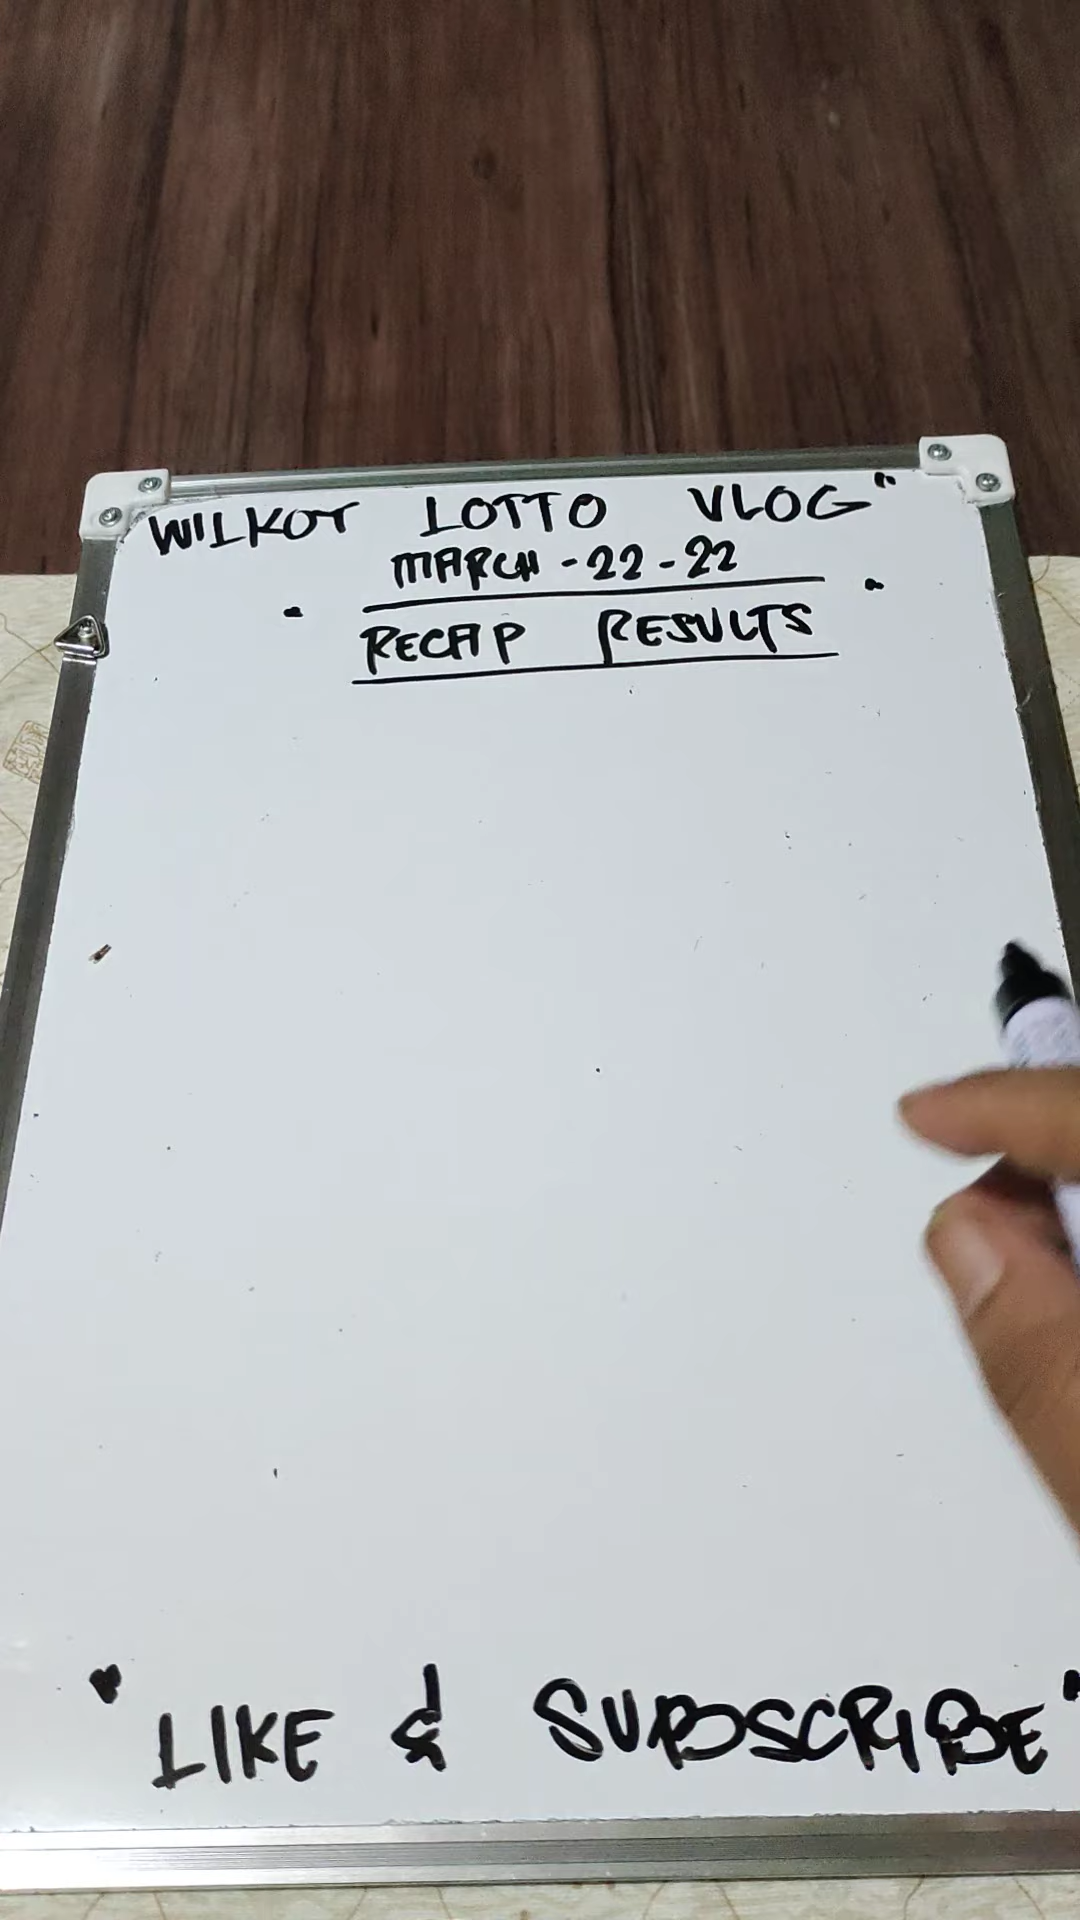 WILKOT LOTTO VLOG"
MARCH - 22 - 22
" RECAP RESULTS "
"LIKE & SUBSCRIBE"